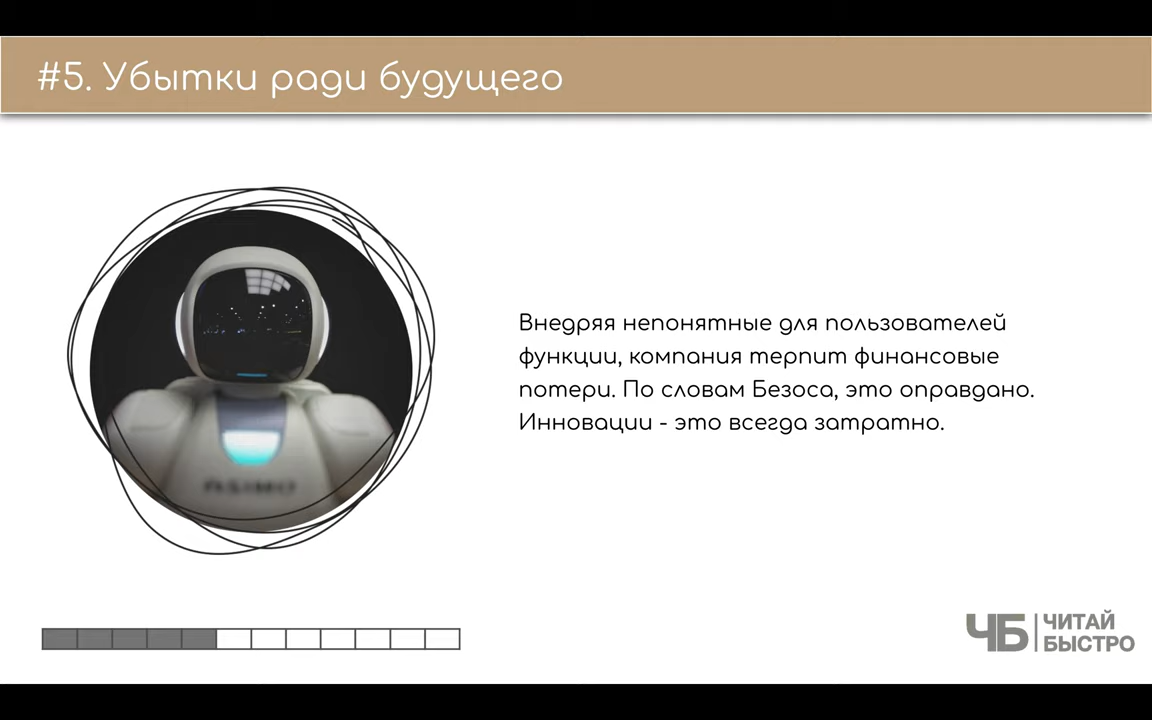 #5. Убытки ради будущего
Внедряя непонятные для пользователей
функции, компания терпит финансовые
потери. По словам Безоса, это оправдано.
Инновации - это всегда затратно.
ASIMO
ЧБ
ЧИТАЙ
БЫСТРО